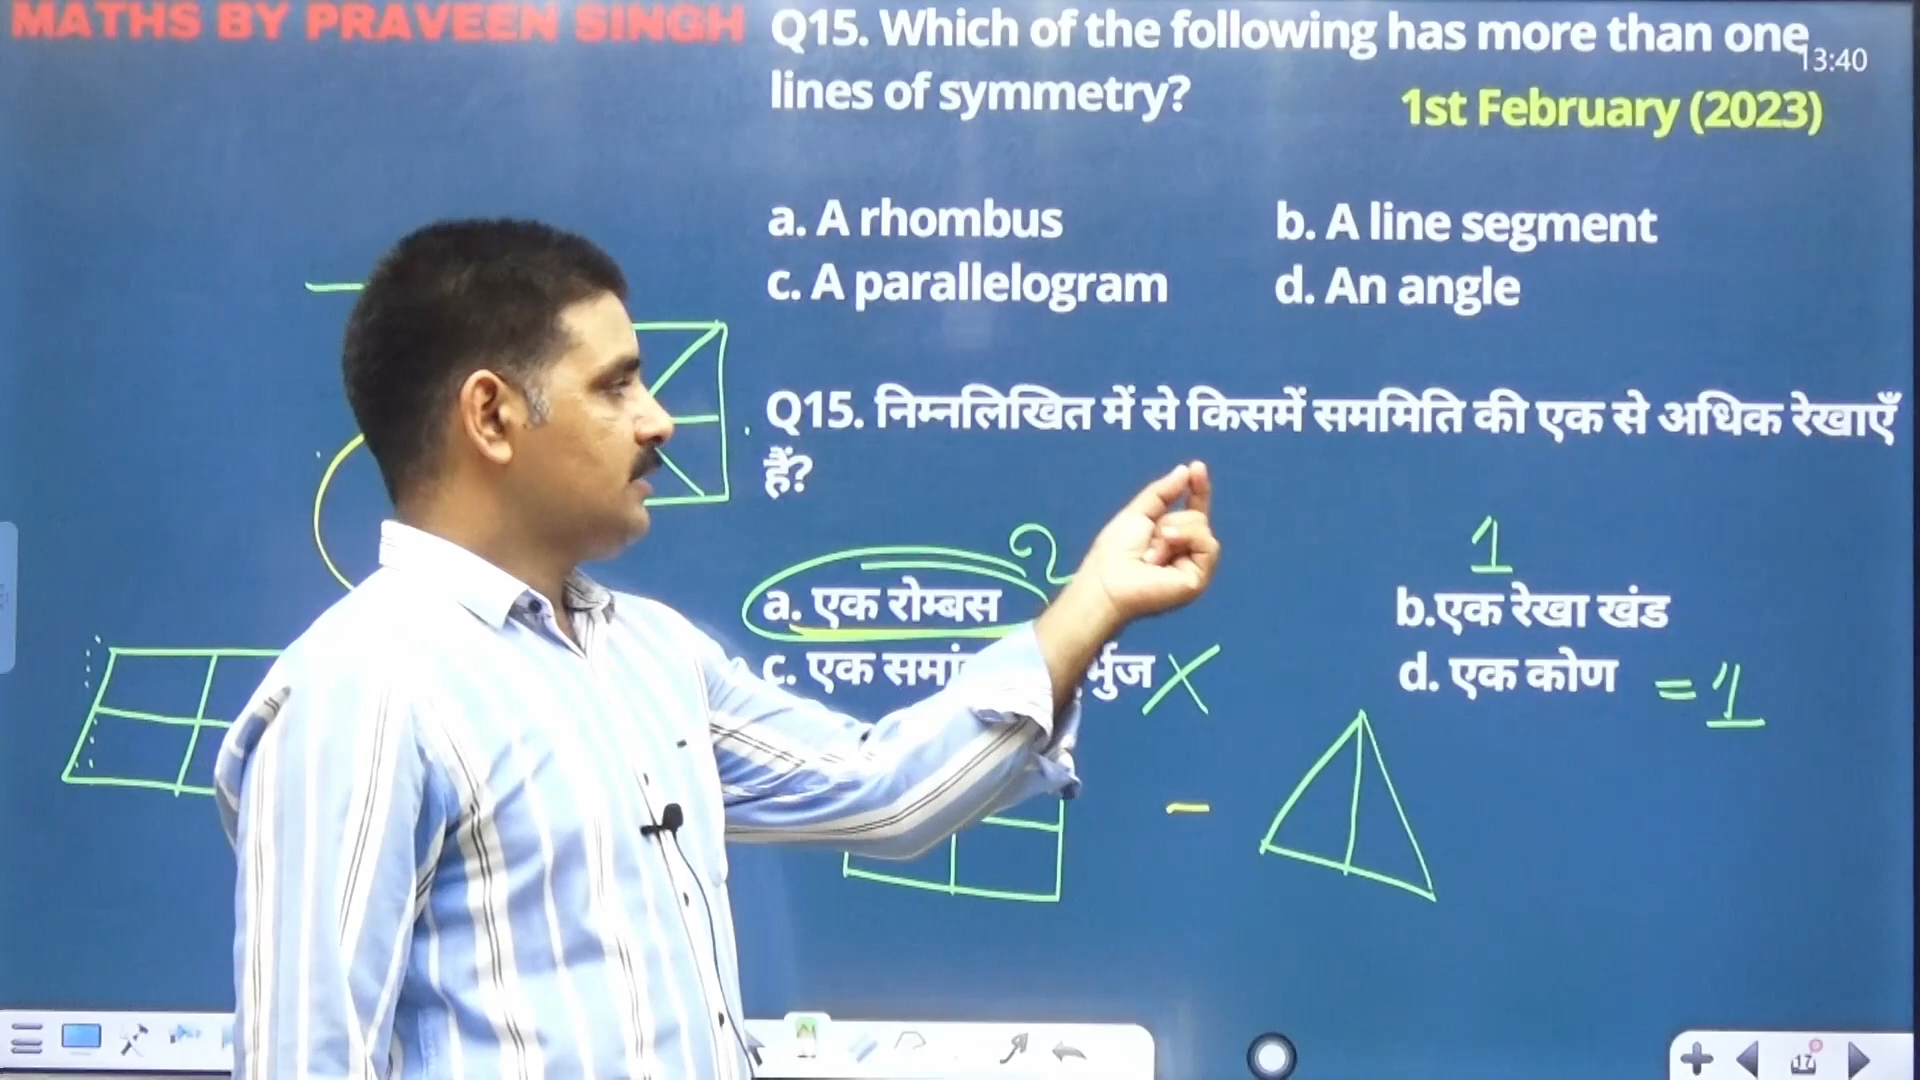 MATHS BY PRAVEEN SINGH
Q15. Which of the following has more than one
13:40
lines of symmetry?
1st February (2023)
a. A rhombus
b. A line segment
c. A parallelogram
d. An angle
Q15. निम्नलिखित में से किसमें सममिति की एक से अधिक रेखाएँ
हैं?
2
1
a. एक रोम्बस
b.एक रेखा खंड
c. एक
d. एक कोण = 1
17